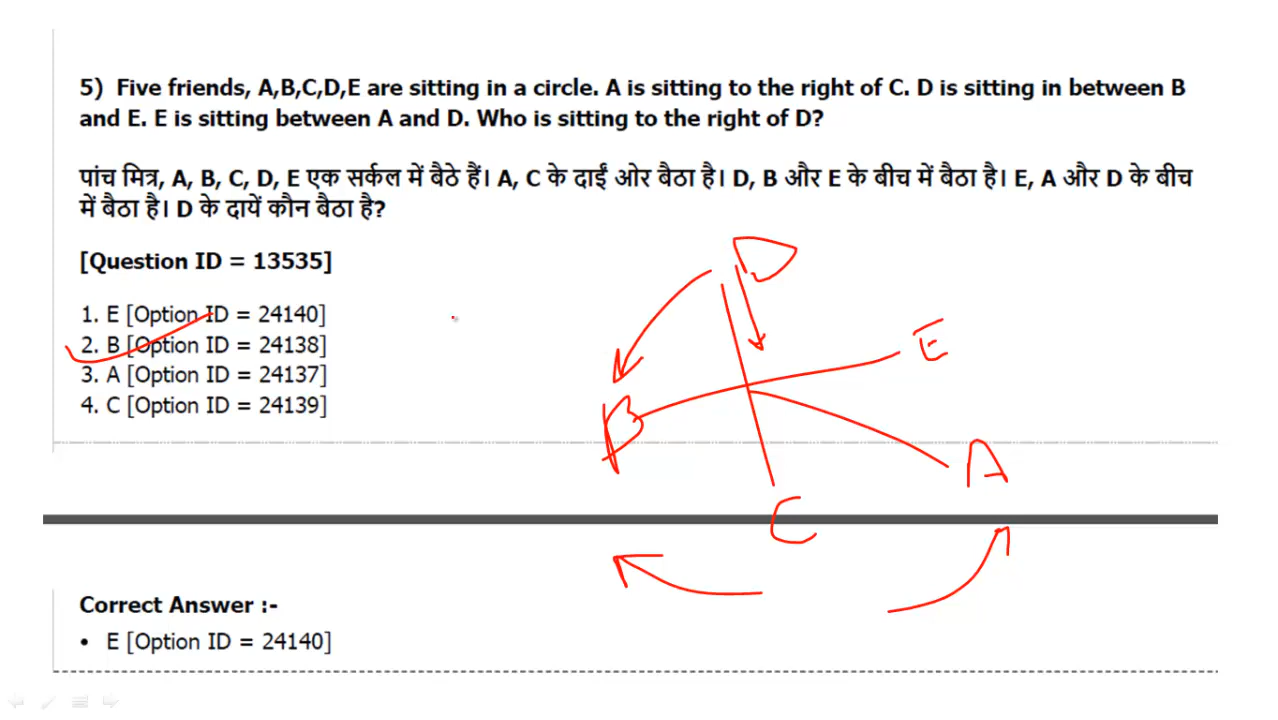 5) Five friends, A,B,C,D,E are sitting in a circle. A is sitting to the right of C. D is sitting in between B
and E. E is sitting between A and D. Who is sitting to the right of D?
पांच मित्र, A, B, C, D, E एक सर्कल में बैठे हैं। A, C के दाईं ओर बैठा है। D, B और E के बीच में बैठा है। E, A और D के बीच
में बैठा है। D के दायें कौन बैठा है?
[Question ID = 13535]
1. E [Option ID = 24140]
2. B [Option ID = 24138]
3. A [Option ID = 24137]
4. C [Option ID = 24139]
D
E
B
A
C
Correct Answer :-
• E [Option ID = 24140]